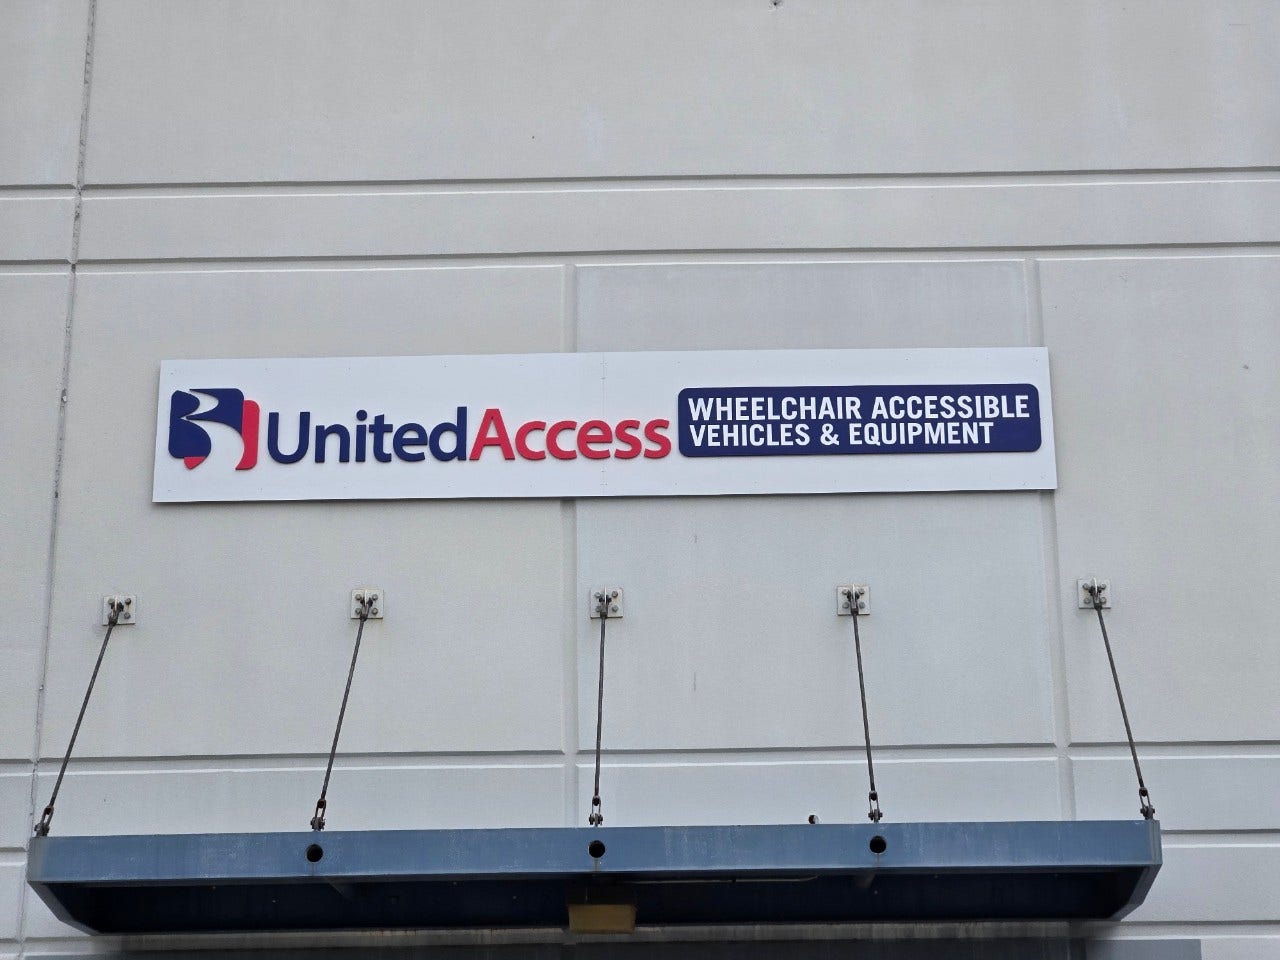 UnitedAccess
WHEELCHAIR ACCESSIBLE
VEHICLES & EQUIPMENT